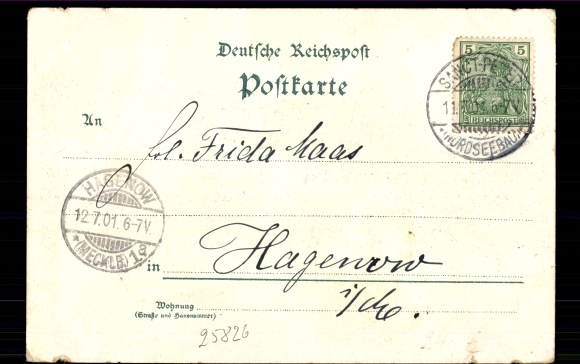 Deutsche Reichspost
Postkarte
5 5
REICHSPOST
SANCT-PETER
11.7.01. 6-7V.
* (NORDSEEBAD)
An
Frl. Frida Maas
HAGENOW
12.7.01. 6-7V.
* (MECKLB) 1a
in
Hagenow
i/M.
Wohnung
(Straße und Hausnummer)
25826